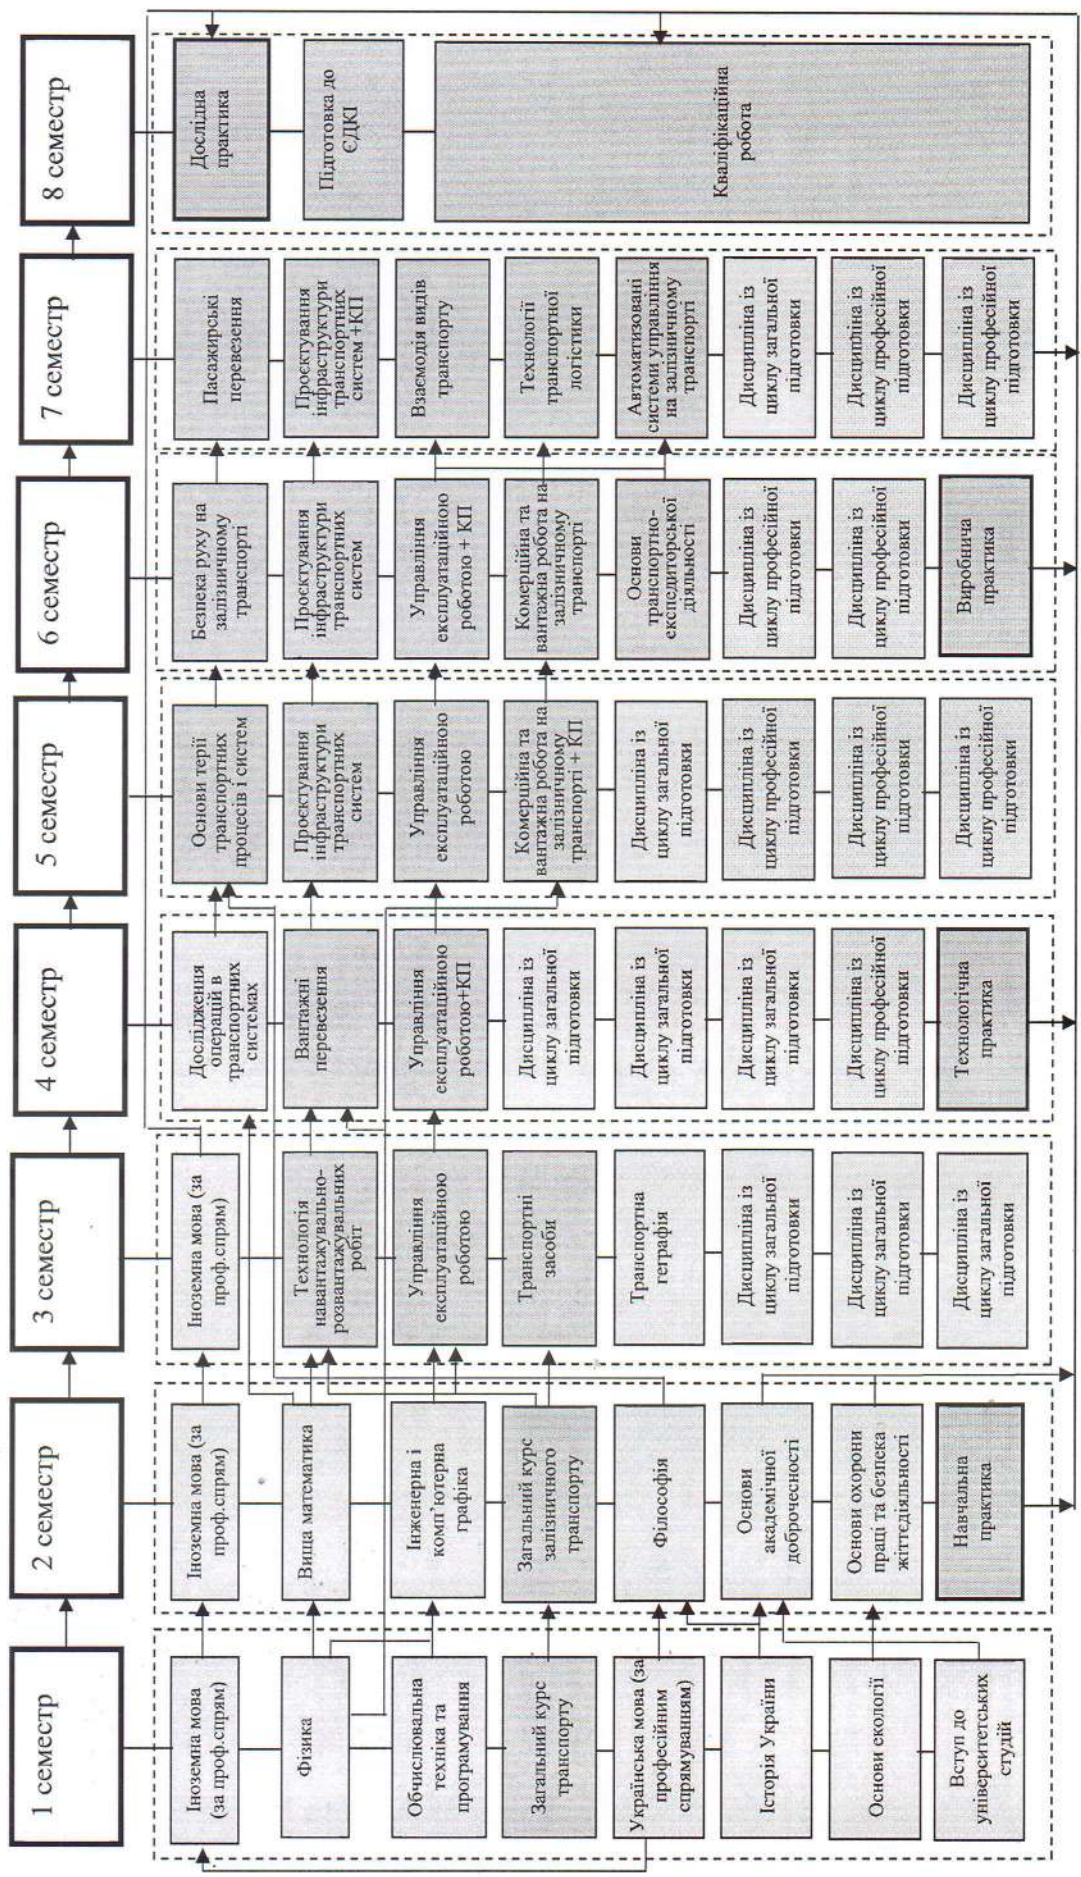 1 семестр
Іноземна мова
(за проф.спрям)
Фізика
Обчислювальна
техніка та
програмування
Загальний курс
транспорту
Українська мова (за
професійним
спрямуванням)
Історія України
Основи екології
Вступ до
університетських
студій
2 семестр
Іноземна мова (за
проф.спрям)
Вища математика
Інженерна і
комп’ютерна
графіка
Загальний курс
залізничного
транспорту
Філософія
Основи
академічної
доброчесності
Основи охорони
праці та безпека
життєдіяльності
Навчальна
практика
3 семестр
Іноземна мова (за
проф.спрям)
Технологія
навантажувально-
розвантажувальних
робіт
Управління
експлуатаційною
роботою
Транспортні
засоби
Транспортна
геграфія
Дисципліна із
циклу загальної
підготовки
Дисципліна із
циклу загальної
підготовки
Дисципліна із
циклу загальної
підготовки
4 семестр
Дослідження
операцій в
транспортних
системах
Вантажні
перевезення
Управління
експлуатаційною
роботою+КП
Дисципліна із
циклу загальної
підготовки
Дисципліна із
циклу загальної
підготовки
Дисципліна із
циклу загальної
підготовки
Дисципліна із
циклу професійної
підготовки
Технологічна
практика
5 семестр
Основи терії
транспортних
процесів і систем
Проєктування
інфраструктури
транспортних
систем
Управління
експлуатаційною
роботою
Комерційна та
вантажна робота на
залізничному
транспорті + КП
Дисципліна із
циклу загальної
підготовки
Дисципліна із
циклу професійної
підготовки
Дисципліна із
циклу професійної
підготовки
Дисципліна із
циклу професійної
підготовки
6 семестр
Безпека руху на
залізничному
транспорті
Проєктування
інфраструктури
транспортних
систем
Управління
експлуатаційною
роботою + КП
Комерційна та
вантажна робота на
залізничному
транспорті
Основи
транспортно-
експедиторської
діяльності
Дисципліна із
циклу професійної
підготовки
Дисципліна із
циклу професійної
підготовки
Виробнича
практика
7 семестр
Пасажирські
перевезення
Проєктування
інфраструктури
транспортних
систем +КП
Взаємодія видів
транспорту
Технології
транспортної
логістики
Автоматизовані
системи управління
на залізничному
транспорті
Дисципліна із
циклу загальної
підготовки
Дисципліна із
циклу професійної
підготовки
Дисципліна із
циклу професійної
підготовки
8 семестр
Дослідна
практика
Підготовка до
ЄДКІ
Кваліфікаційна
робота